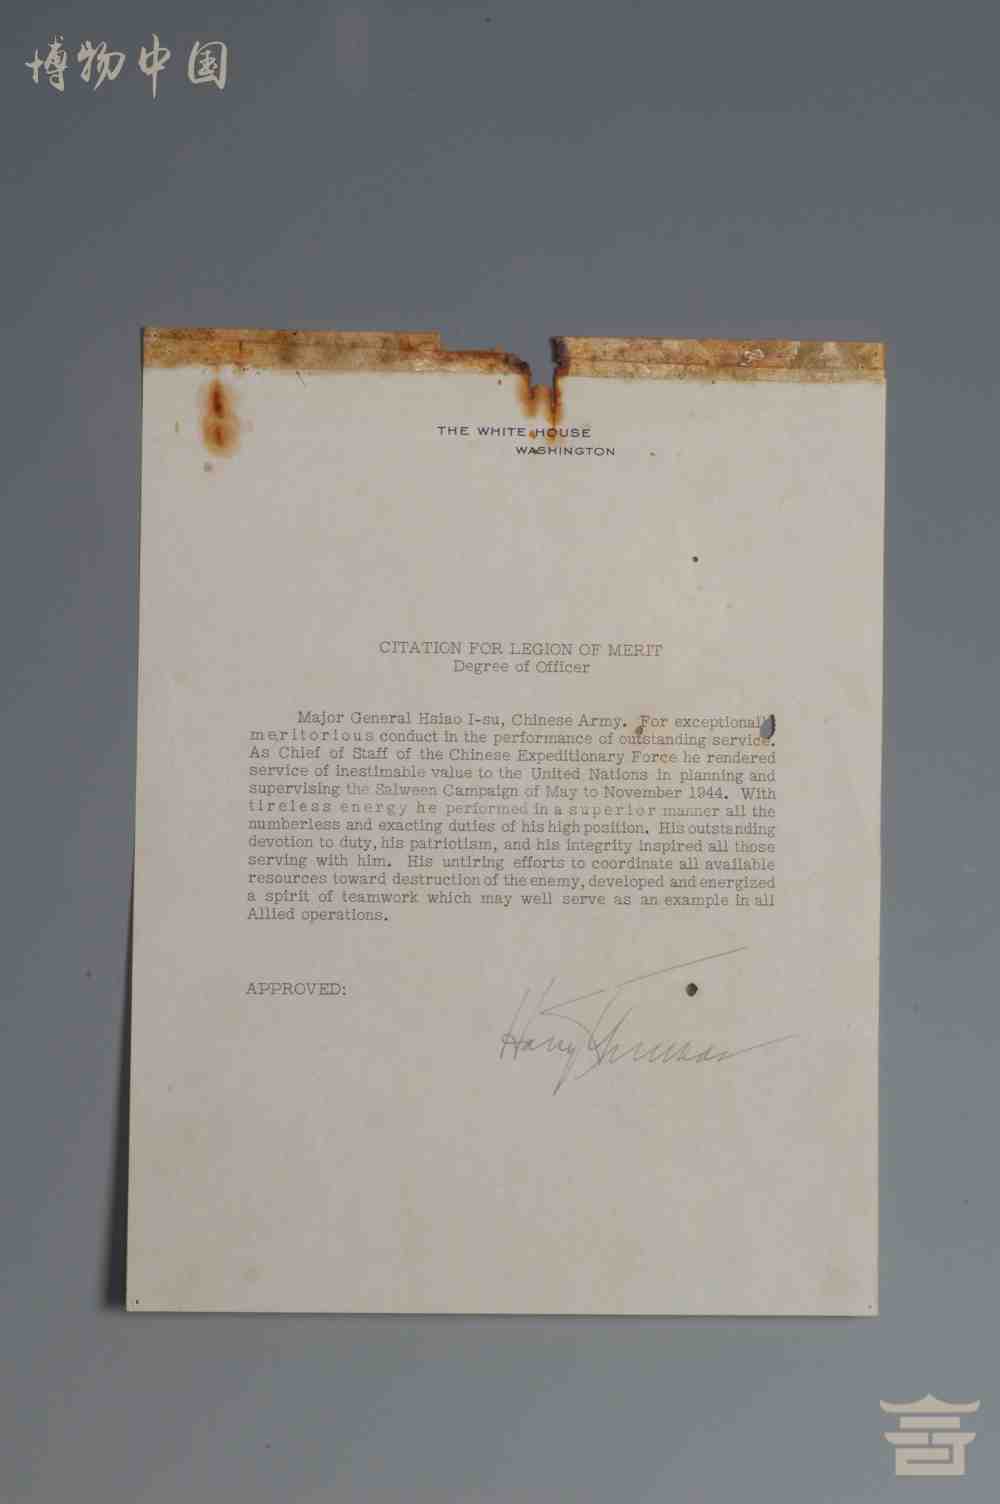 博物中国
THE WHITE HOUSE
WASHINGTON
CITATION FOR LEGION OF MERIT
Degree of Officer
Major General Hsiao I-su, Chinese Army. For exceptionally
meritorious conduct in the performance of outstanding service.
As Chief of Staff of the Chinese Expeditionary Force he rendered
service of inestimable value to the United Nations in planning and
supervising the Salween Campaign of May to November 1944. With
tireless energy he performed in a superior manner all the
numberless and exacting duties of his high position. His outstanding
devotion to duty, his patriotism, and his integrity inspired all those
serving with him. His untiring efforts to coordinate all available
resources toward destruction of the enemy, developed and energized
a spirit of teamwork which may well serve as an example in all
Allied operations.
APPROVED:
Harry Truman